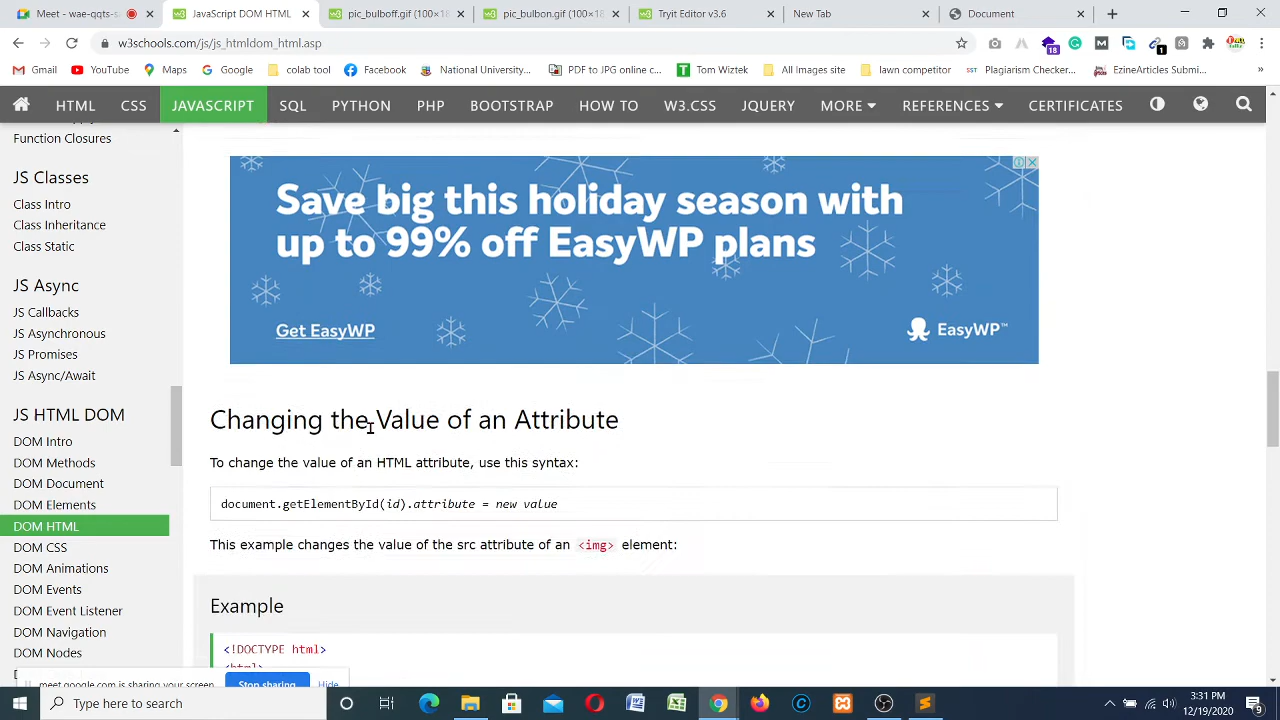 Meet - waq-qqts-
JavaScript DOM HTML
pic_bulboff.gif (100×18
pic_bulbon.gif (100×18
Tryit Editor v3.6
New Tab
Document
w3schools.com/js/js_htmldom_html.asp
18
1
Gmail
YouTube
Maps
Google
colab tool
Facebook
National University...
PDF to JPG online c...
Tom Wiztek
All Images site
lawn competitor
SST
Plagiarism Checker...
EzineArticles Submi...
»
HTML
CSS
JAVASCRIPT
SQL
PYTHON
PHP
BOOTSTRAP
HOW TO
W3.CSS
JQUERY
MORE
REFERENCES
CERTIFICATES
Function Closures
JS Classes
Class Intro
Class Inheritance
Class Static
JS Async
JS Callbacks
JS Asynchronous
JS Promises
JS Async/Await
JS HTML DOM
DOM Intro
DOM Methods
DOM Document
DOM Elements
DOM HTML
DOM CSS
DOM Animations
DOM Events
DOM Event Listener
DOM Navigation
DOM Nodes
Save big this holiday season with
up to 99% off EasyWP plans
Get EasyWP
EasyWP™
Changing the Value of an Attribute
To change the value of an HTML attribute, use this syntax:
document.getElementById(id).attribute = new value
This example changes the value of the src attribute of an <img> element:
Example
<!DOCTYPE html>
<html>
meet.google.com is sharing your screen.
Stop sharing
Hide
Type here to search
3:31 PM
12/19/2020